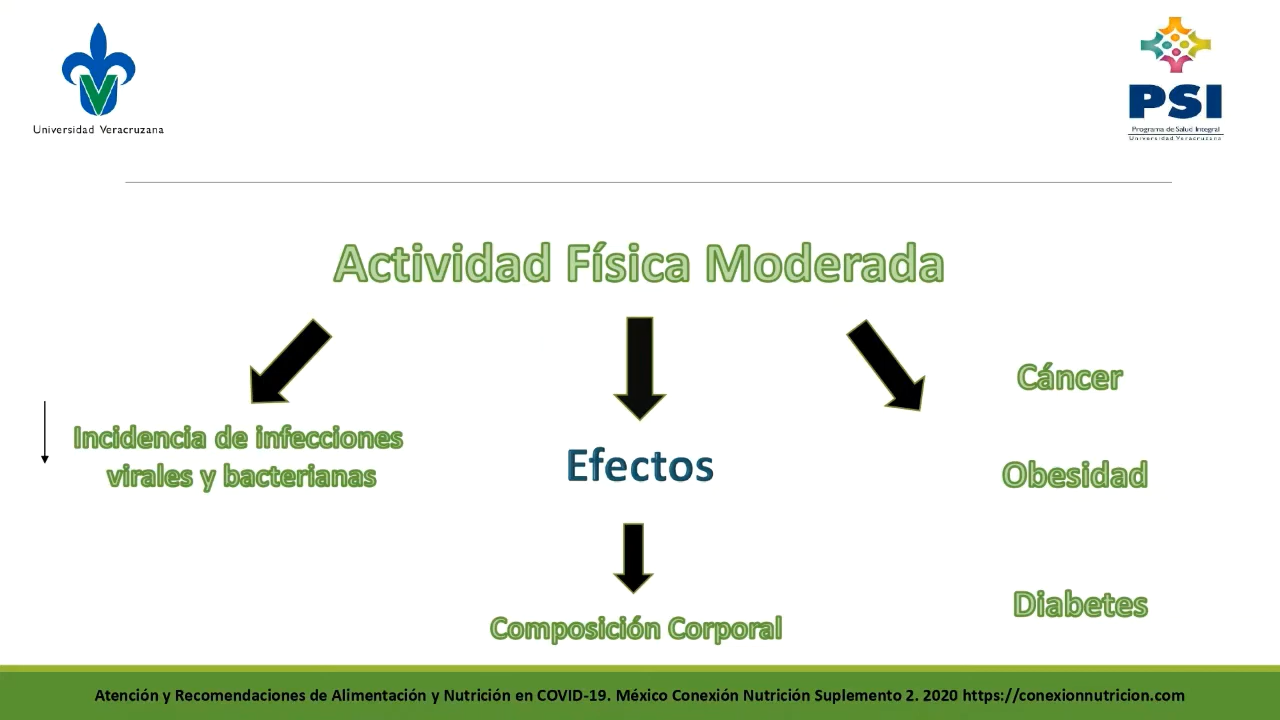 Universidad Veracruzana
PSI
Programa de Salud Integral
Universidad Veracruzana
Actividad Física Moderada
Incidencia de infecciones
virales y bacterianas
Efectos
Composición Corporal
Cáncer
Obesidad
Diabetes
Atención y Recomendaciones de Alimentación y Nutrición en COVID-19. México Conexión Nutrición Suplemento 2. 2020 https://conexionnutricion.com